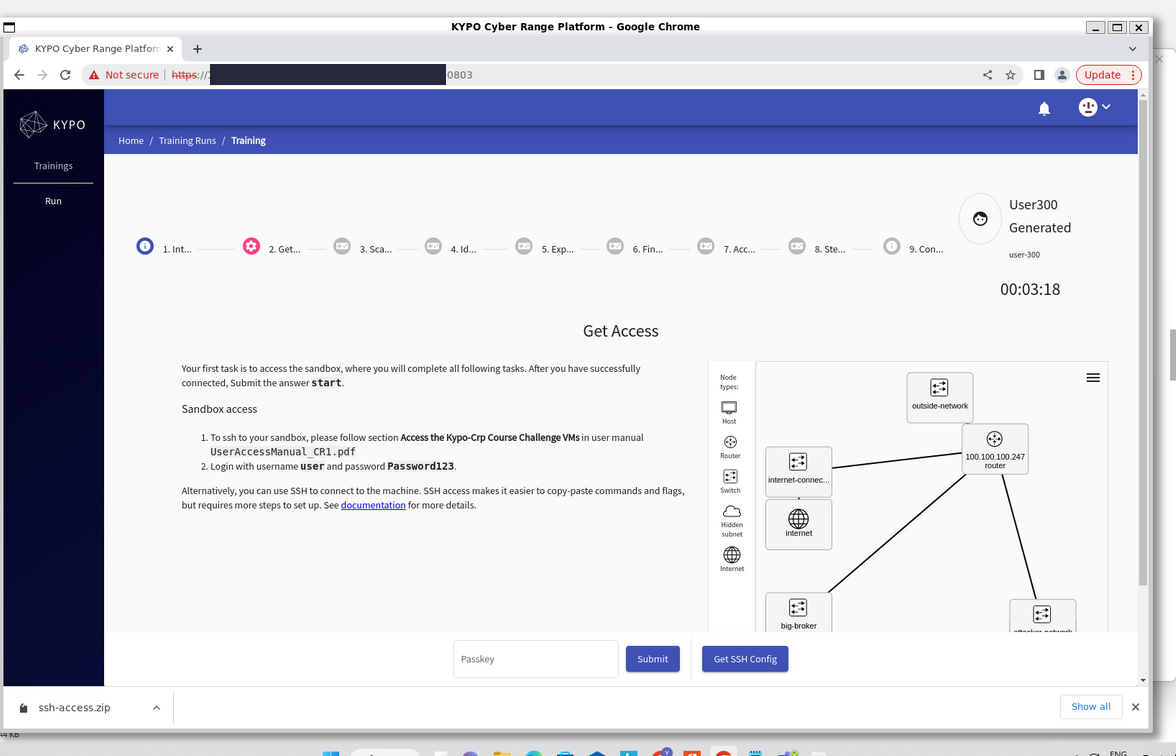 KYPO Cyber Range Platform - Google Chrome
KYPO Cyber Range Platform
Not secure
https://
0803
Update
KYPO
Trainings
Run
Home / Training Runs / Training
User300
Generated
user-300
00:03:18
1. Int...
2. Get...
3. Sca...
4. Id...
5. Exp...
6. Fin...
7. Acc...
8. Ste...
9. Con...
Get Access
Your first task is to access the sandbox, where you will complete all following tasks. After you have successfully
connected, Submit the answer start.
Sandbox access
1. To ssh to your sandbox, please follow section Access the Kypo-Crp Course Challenge VMs in user manual
UserAccessManual_CR1.pdf
2. Login with username user and password Password123.
Alternatively, you can use SSH to connect to the machine. SSH access makes it easier to copy-paste commands and flags,
but requires more steps to set up. See documentation for more details.
Node
types:
Host
Router
Switch
Hidden
subnet
Internet
outside-network
100.100.100.247
router
internet-connec...
internet
big-broker
attacker-network
Passkey
Submit
Get SSH Config
ssh-access.zip
Show all
KB
ENG